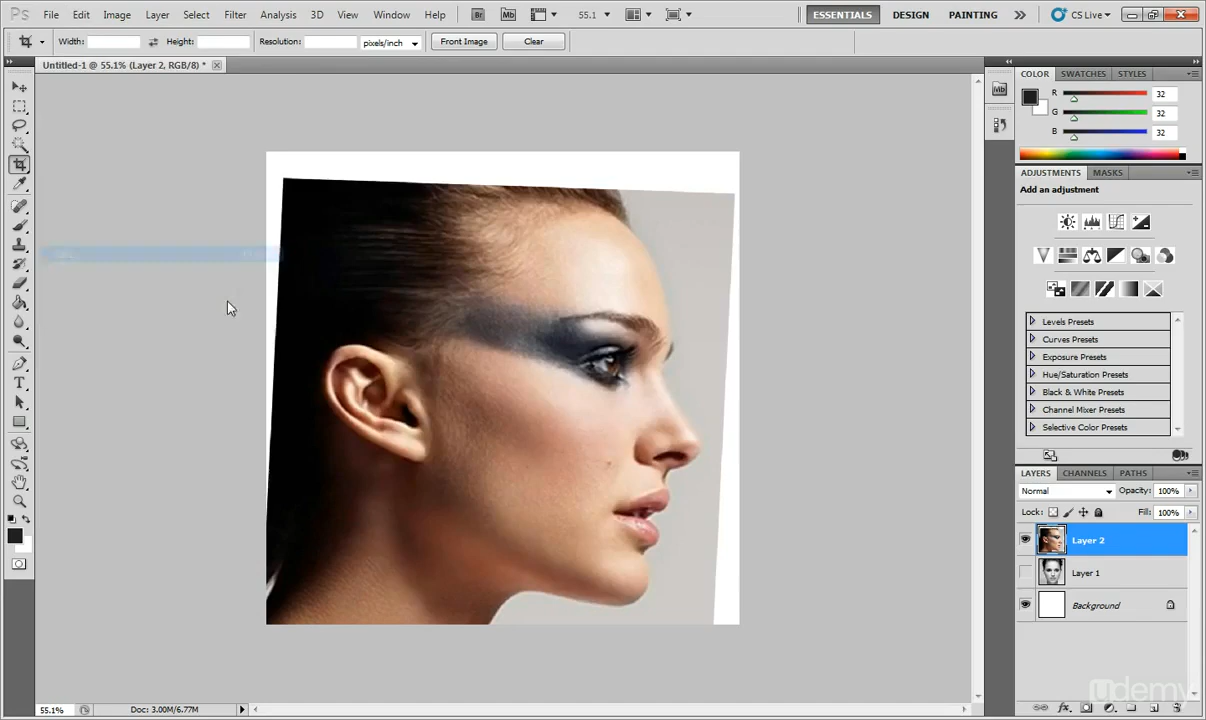 Ps File Edit Image Layer Select Filter Analysis 3D View Window Help Br Mb 55.1 ESSENTIALS DESIGN PAINTING CS Live
Width: Height: Resolution: pixels/inch Front Image Clear
Untitled-1 @ 55.1% (Layer 2, RGB/8) *
Mb
COLOR SWATCHES STYLES
R 32
G 32
B 32
ADJUSTMENTS MASKS
Add an adjustment
Levels Presets
Curves Presets
Exposure Presets
Hue/Saturation Presets
Black & White Presets
Channel Mixer Presets
Selective Color Presets
LAYERS CHANNELS PATHS
Normal Opacity: 100%
Lock: Fill: 100%
Layer 2
Layer 1
Background
T
55.1% Doc: 3.00M/6.77M
udemy